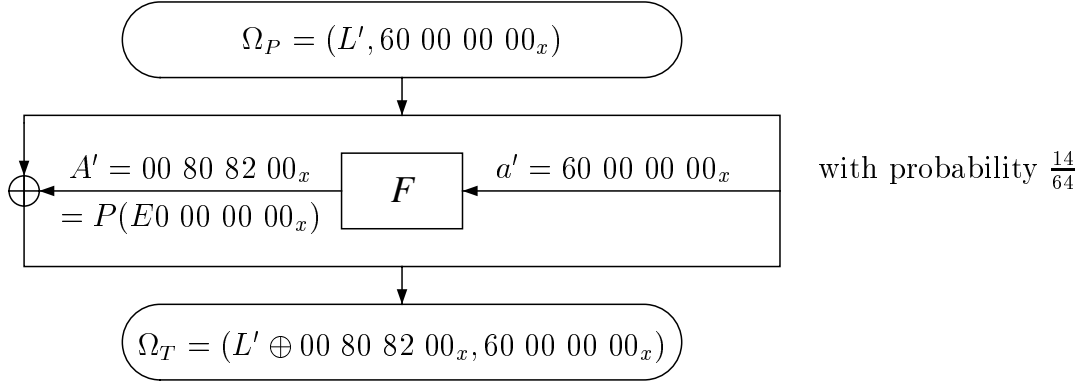 Ω_P = (L′, 60 00 00 00_x)
A′ = 00 80 82 00_x
a′ = 60 00 00 00_x
with probability 14/64
F
= P(E0 00 00 00_x)
Ω_T = (L′ ⊕ 00 80 82 00_x, 60 00 00 00_x)